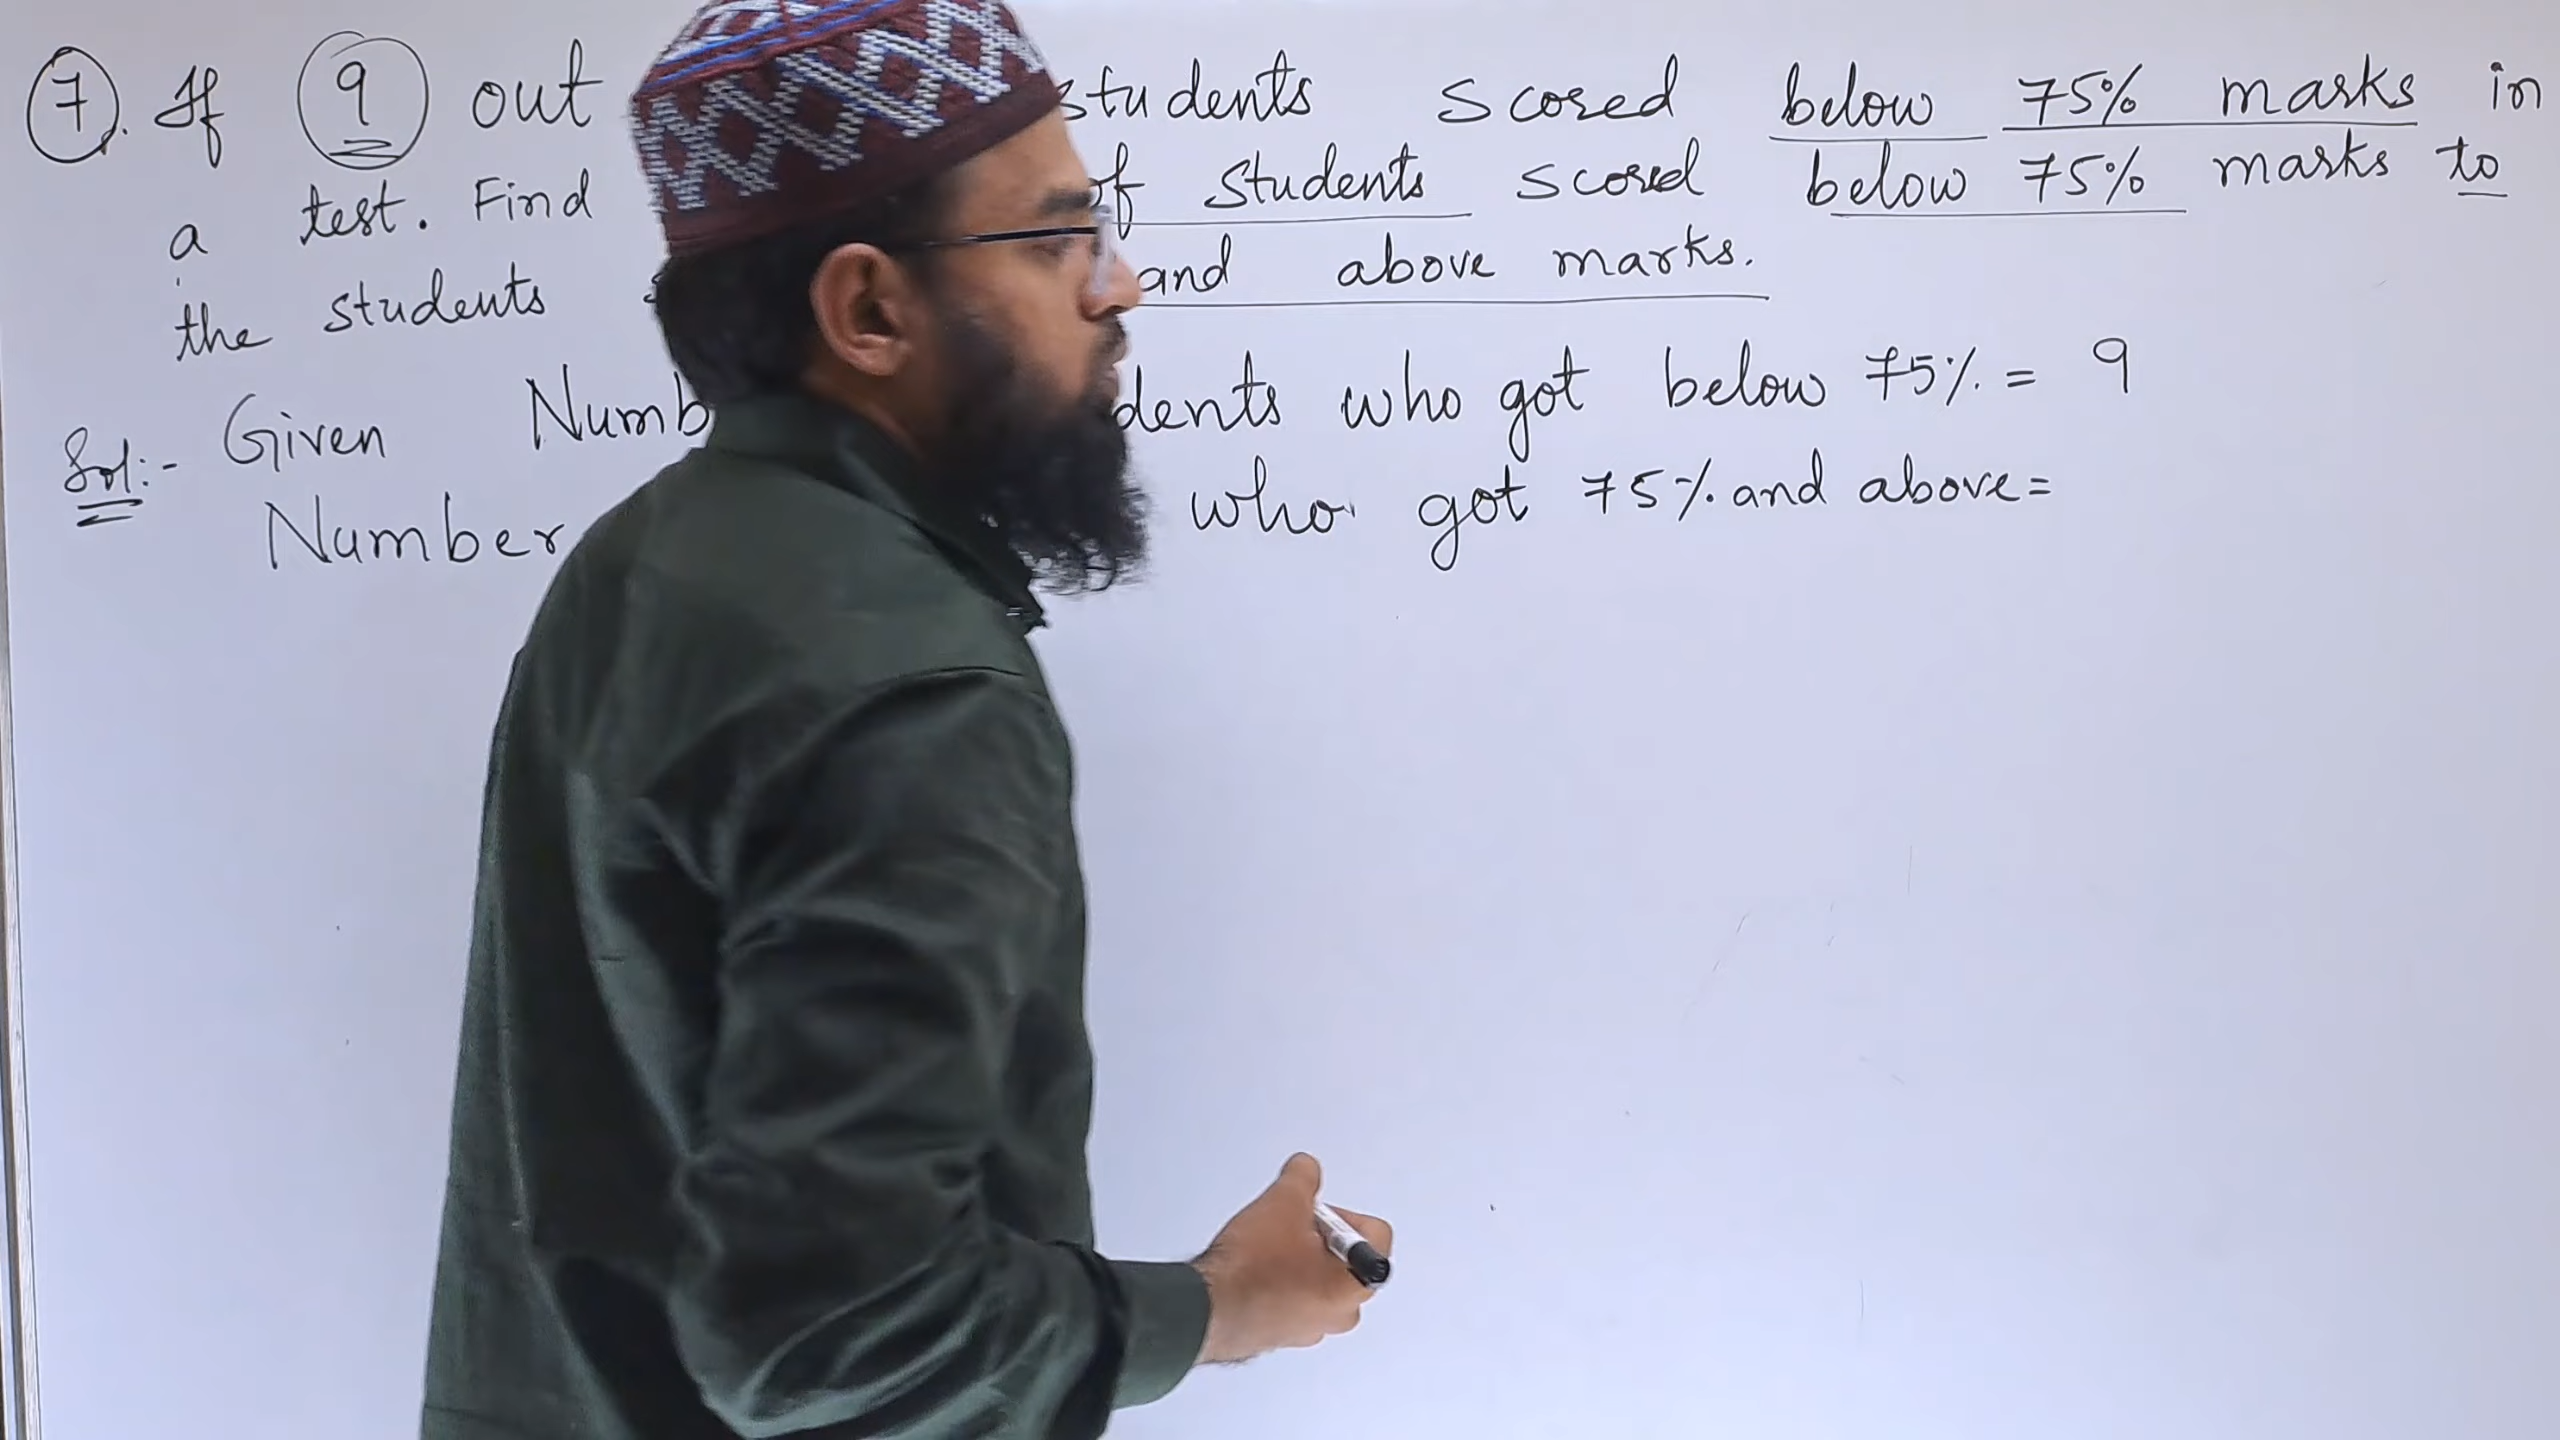 7. If 9 out students scored below 75% marks in
a test. Find of students scored below 75% marks to
the students and above marks.
Sol:- Given Numb dents who got below 75% = 9
Number who got 75% and above=